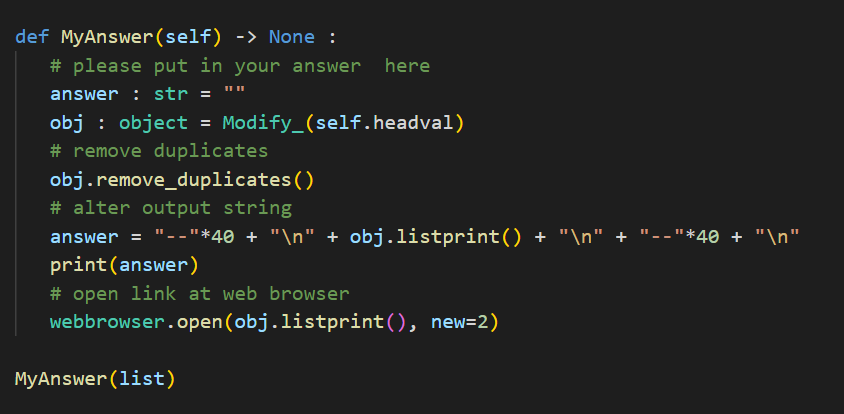 def MyAnswer(self) -> None :
# please put in your answer  here
answer : str = ""
obj : object = Modify_(self.headval)
# remove duplicates
obj.remove_duplicates()
# alter output string
answer = "--"*40 + "\n" + obj.listprint() + "\n" + "--"*40 + "\n"
print(answer)
# open link at web browser
webbrowser.open(obj.listprint(), new=2)
MyAnswer(list)